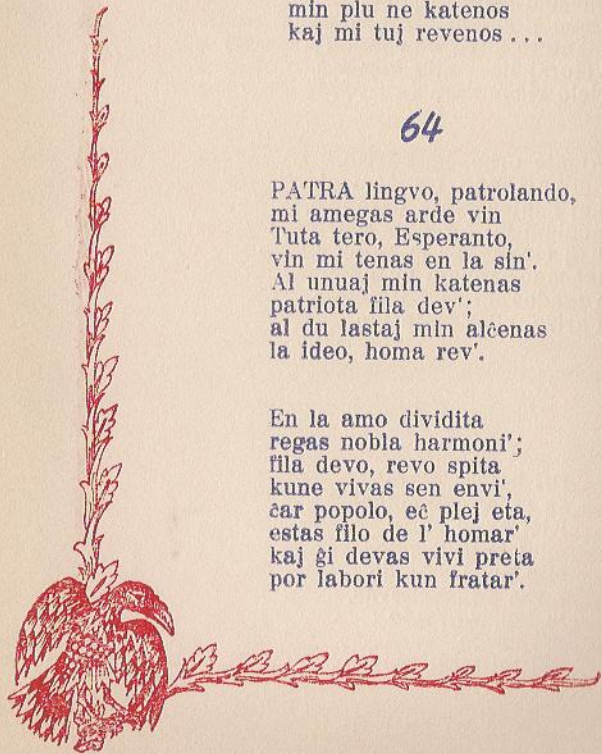 min plu ne katenos
kaj mi tuj revenos ...
64
PATRA lingvo, patrolando,
mi amegas arde vin
Tuta tero, Esperanto,
vin mi tenas en la sin'.
Al unuaj min katenas
patriota fila dev';
al du lastaj min alĉenas
la ideo, homa rev'.
En la amo dividita
regas nobla harmoni';
fila devo, revo spita
kune vivas sen envi',
ĉar popolo, eĉ plej eta,
estas filo de l' homar'
kaj ĝi devas vivi preta
por labori kun fratar'.